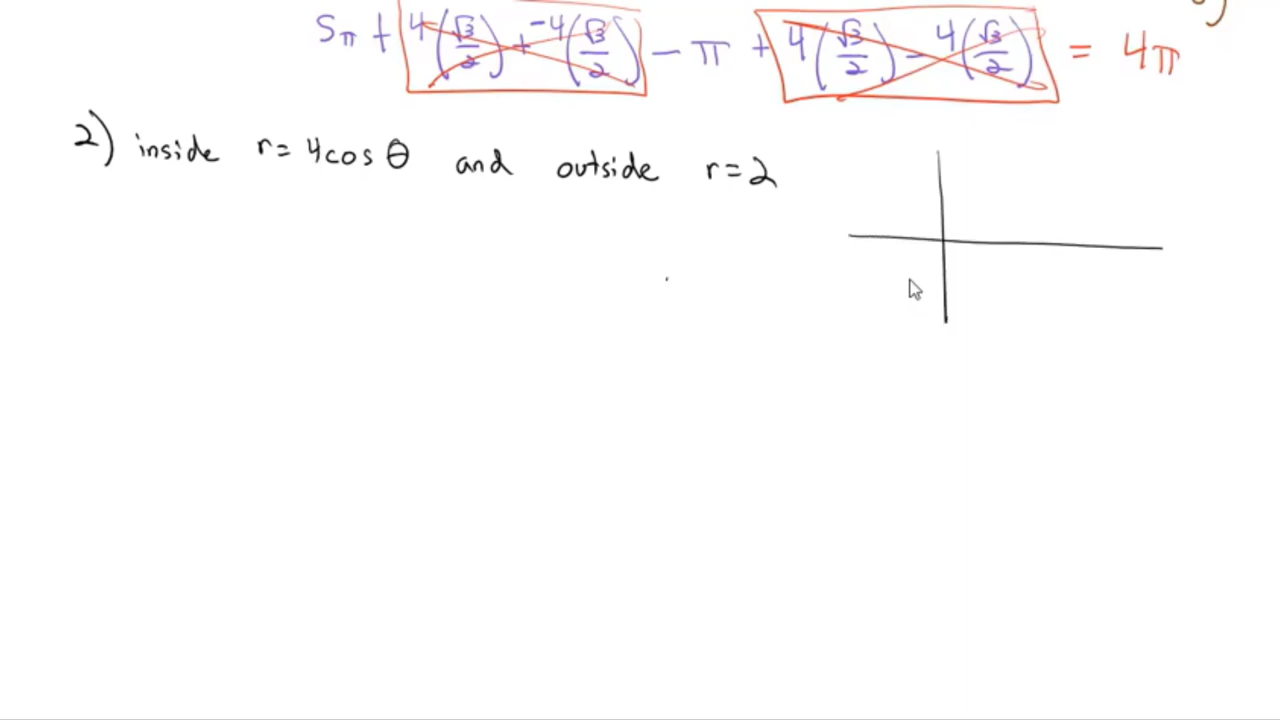 5π + 4(√3/2) + -4(√3/2) - π + 4(√3/2) - 4(√3/2) = 4π
2) inside r = 4cos θ and outside r = 2